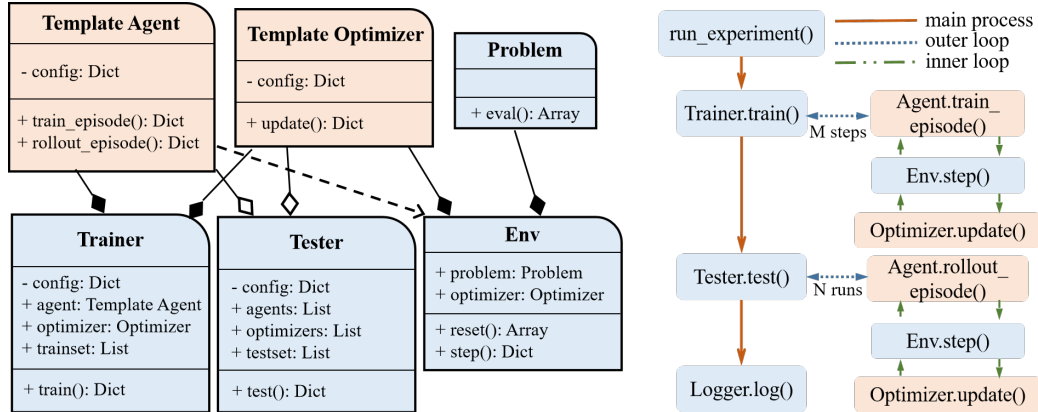 Template Agent
- config: Dict
+ train_episode(): Dict
+ rollout_episode(): Dict
Template Optimizer
- config: Dict
+ update(): Dict
Problem
+ eval(): Array
Trainer
- config: Dict
+ agent: Template Agent
+ optimizer: Optimizer
+ trainset: List
+ train(): Dict
Tester
- config: Dict
+ agents: List
+ optimizers: List
+ testset: List
+ test(): Dict
Env
+ problem: Problem
+ optimizer: Optimizer
+ reset(): Array
+ step(): Dict
run_experiment()
main process
outer loop
inner loop
Trainer.train()
M steps
Agent.train_
episode()
Env.step()
Optimizer.update()
Tester.test()
N runs
Agent.rollout_
episode()
Env.step()
Optimizer.update()
Logger.log()